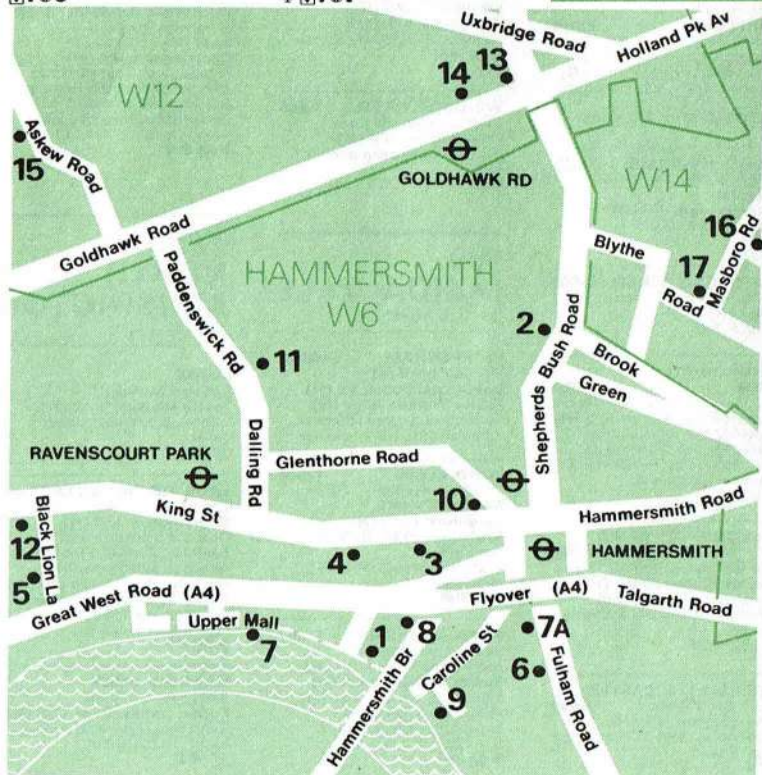 Uxbridge Road
Holland Pk Av
13
14
W12
Askew Road
15
GOLDHAWK RD
W14
Goldhawk Road
16
Masboro Rd
17
Blythe
Road
Paddenswick Rd
HAMMERSMITH
W6
2
Shepherds Bush Road
Brook
Green
11
RAVENSCOURT PARK
Dalling Rd
Glenthorne Road
King St
10
Hammersmith Road
Black Lion La
12
4
3
HAMMERSMITH
5
Great West Road (A4)
Flyover (A4)
Talgarth Road
Upper Mall
7
1
8
7A
Hammersmith Br
Caroline St
6
Fulham Road
9